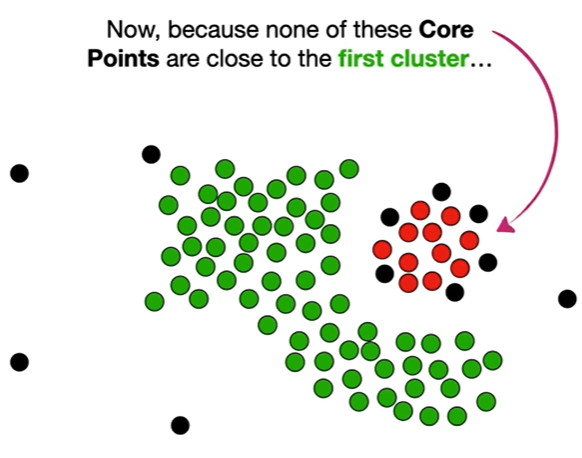 Now, because none of these Core
Points are close to the first cluster…